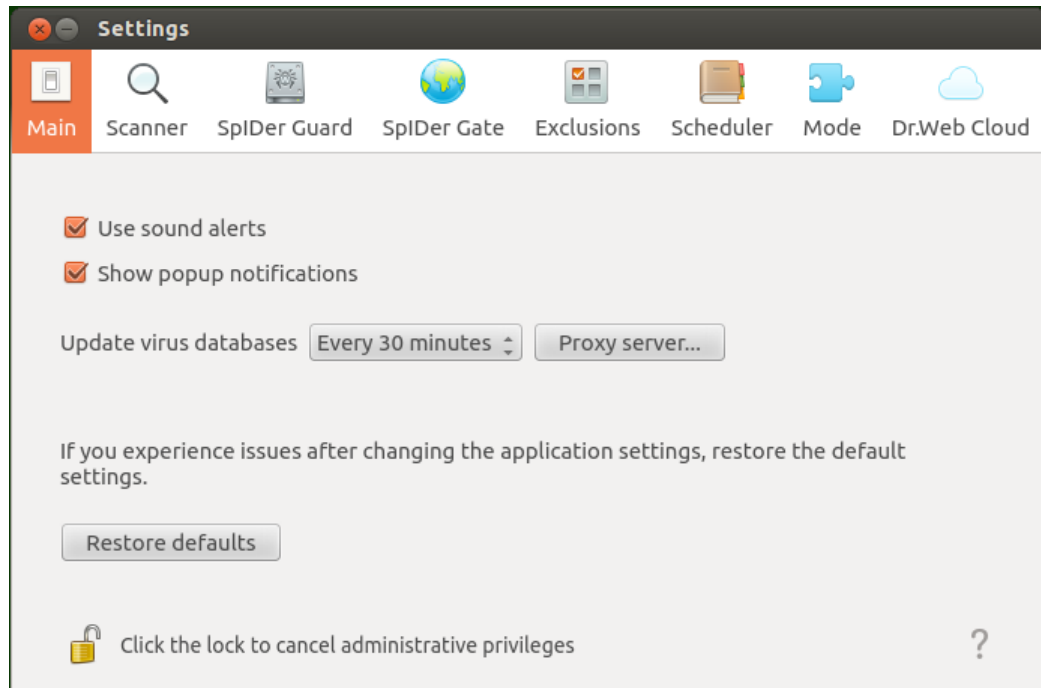 Settings
Main Scanner SpIDer Guard SpIDer Gate Exclusions Scheduler Mode Dr.Web Cloud
Use sound alerts
Show popup notifications
Update virus databases Every 30 minutes Proxy server...
If you experience issues after changing the application settings, restore the default
settings.
Restore defaults
Click the lock to cancel administrative privileges ?